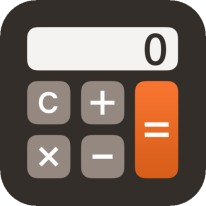 0
C + =
× −